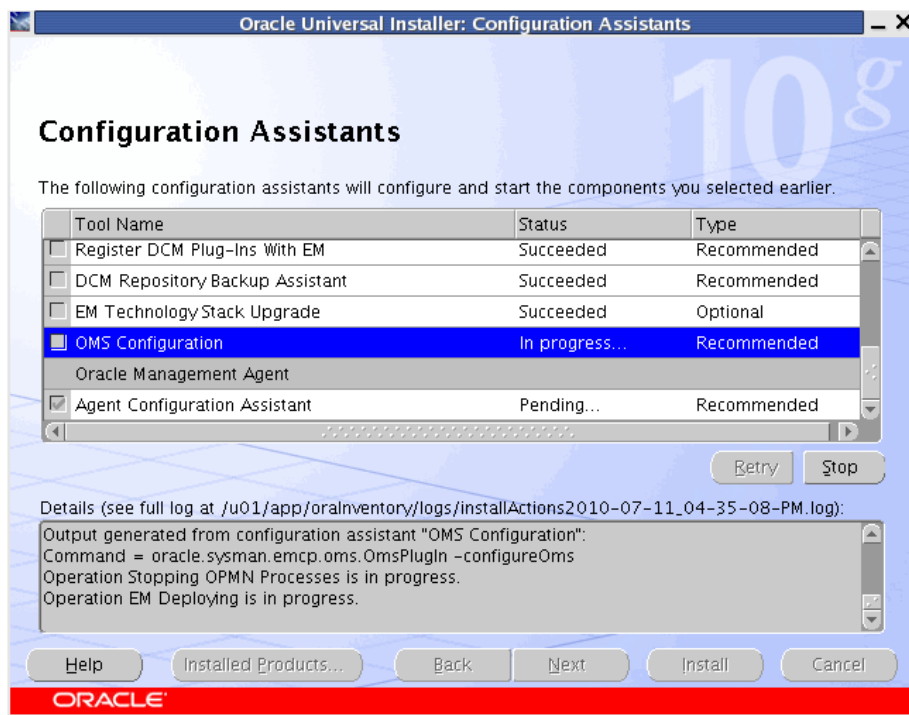 Oracle Universal Installer: Configuration Assistants
10g
Configuration Assistants
The following configuration assistants will configure and start the components you selected earlier.
Tool Name Status Type
Register DCM Plug-Ins With EM Succeeded Recommended
DCM Repository Backup Assistant Succeeded Recommended
EM Technology Stack Upgrade Succeeded Optional
OMS Configuration In progress... Recommended
Oracle Management Agent
Agent Configuration Assistant Pending... Recommended
Retry Stop
Details (see full log at /u01/app/oraInventory/logs/installActions2010-07-11_04-35-08-PM.log):
Output generated from configuration assistant "OMS Configuration":
Command = oracle.sysman.emcp.oms.OmsPlugIn -configureOms
Operation Stopping OPMN Processes is in progress.
Operation EM Deploying is in progress.
Help Installed Products... Back Next Install Cancel
ORACLE